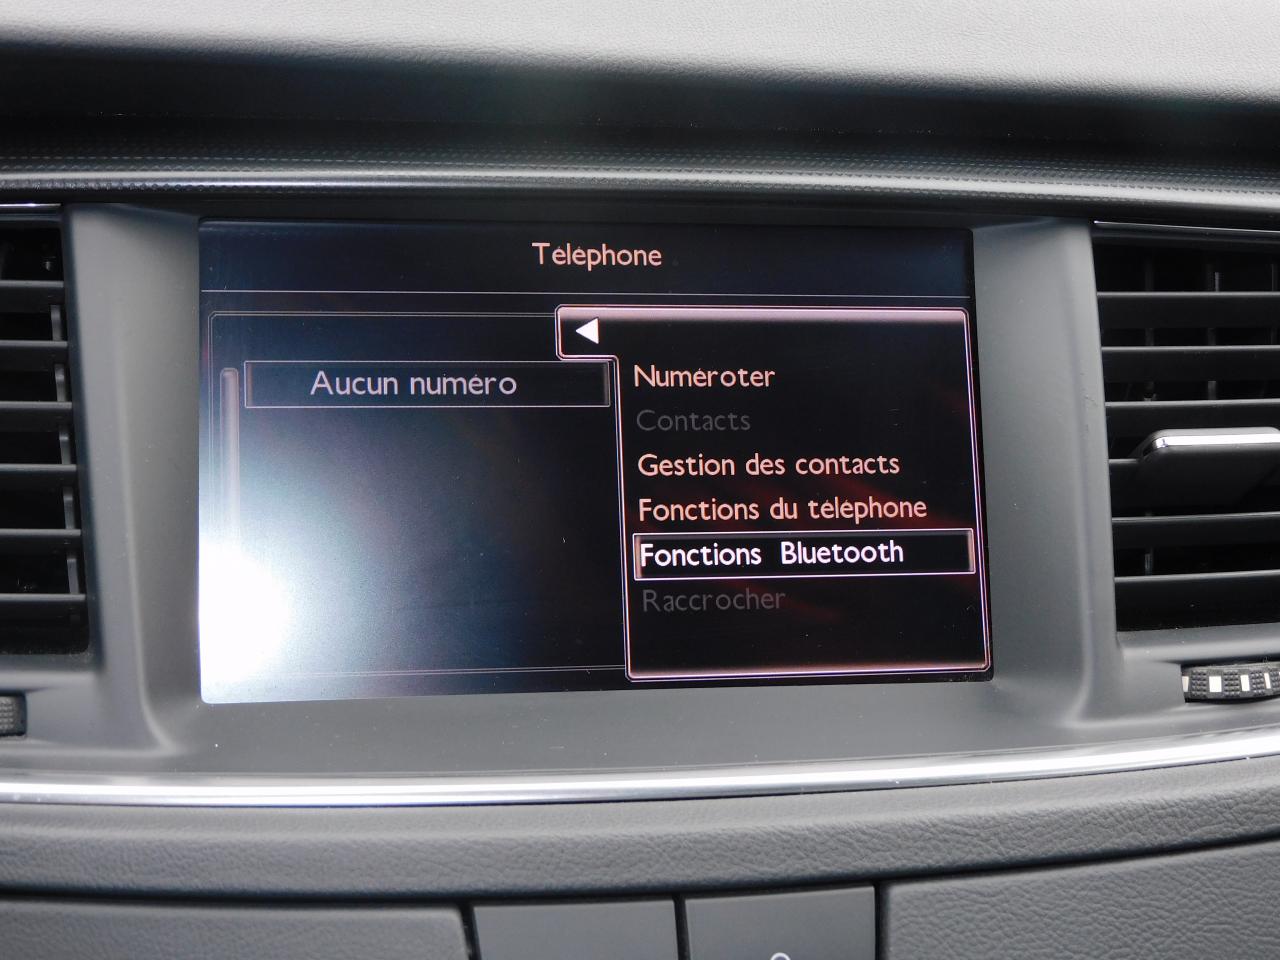 Téléphone
Aucun numéro
Numéroter
Contacts
Gestion des contacts
Fonctions du téléphone
Fonctions Bluetooth
Raccrocher